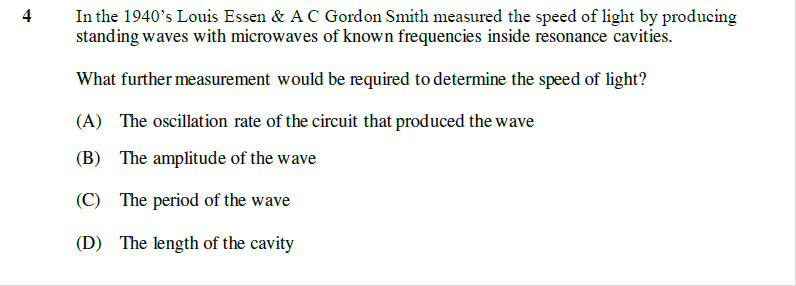 4 In the 1940's Louis Essen & A C Gordon Smith measured the speed of light by producing
standing waves with microwaves of known frequencies inside resonance cavities.
What further measurement would be required to determine the speed of light?
(A) The oscillation rate of the circuit that produced the wave
(B) The amplitude of the wave
(C) The period of the wave
(D) The length of the cavity